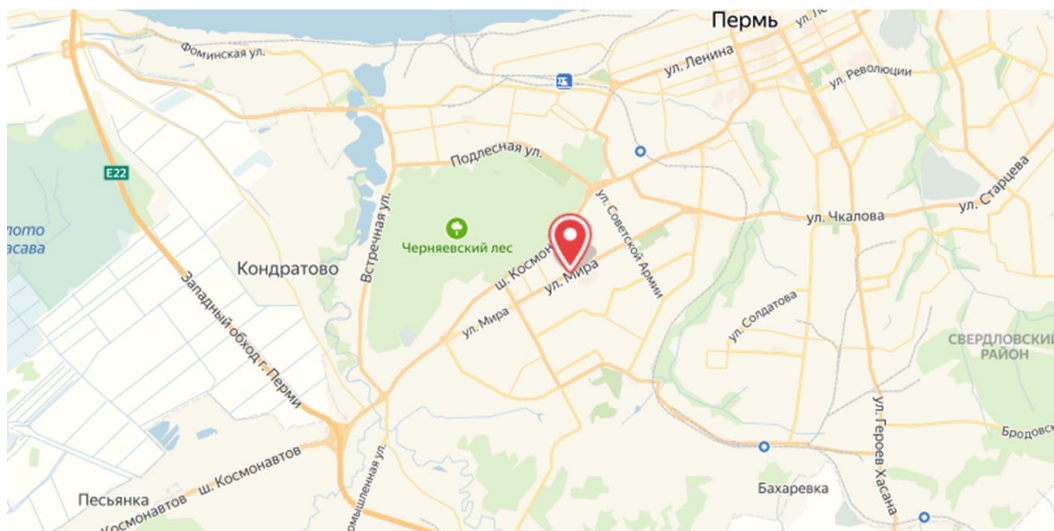 Пермь
Фоминская ул.
ул. Ленина
ул. Революции
E22
Подлесная ул.
Встречная ул.
ул. Старцева
ул. Чкалова
ул. Советской Армии
Черняевский лес
Кондратово
ш. Космон
ул. Мира
ул. Мира
Западный обход г. Перми
ул. Солдатова
СВЕРДЛОВСКИЙ
РАЙОН
ул. Героев Хасана
Бродовс
ш. Космонавтов
Песьянка
Космонавтов
Бахаревка